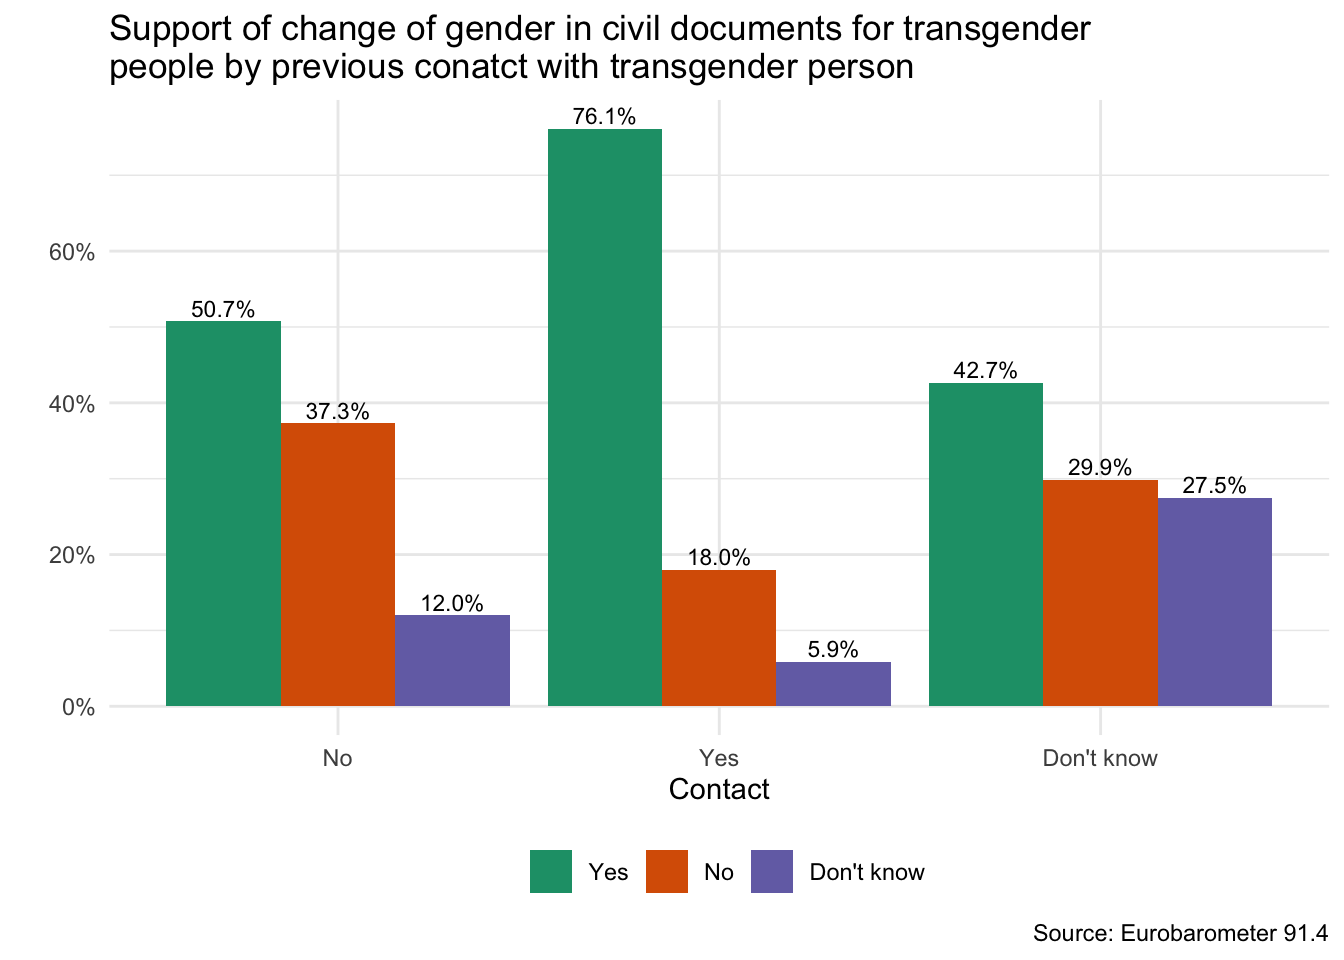 Support of change of gender in civil documents for transgender
people by previous conatct with transgender person
76.1%
60%
50.7%
42.7%
40%
37.3%
29.9%
27.5%
20%
18.0%
12.0%
5.9%
0%
No Yes Don't know
Contact
Yes No Don't know
Source: Eurobarometer 91.4